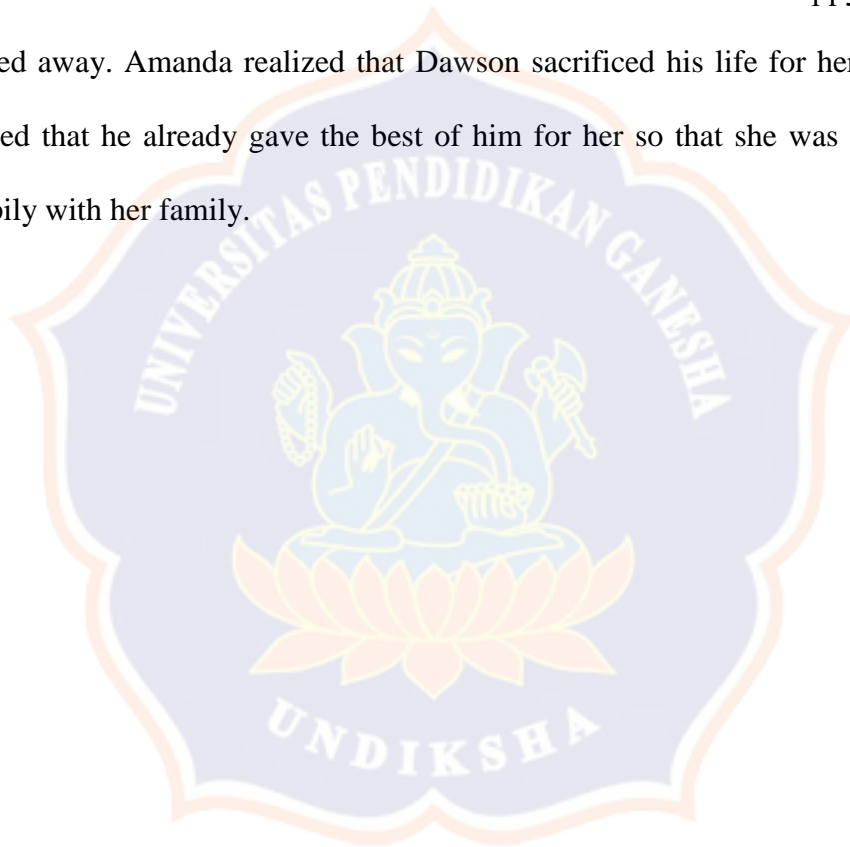 ed away. Amanda realized that Dawson sacrificed his life for her
ed that he already gave the best of him for her so that she was
ily with her family.
UNIVERSITAS PENDIDIKAN GANESHA
UNDIKSHA